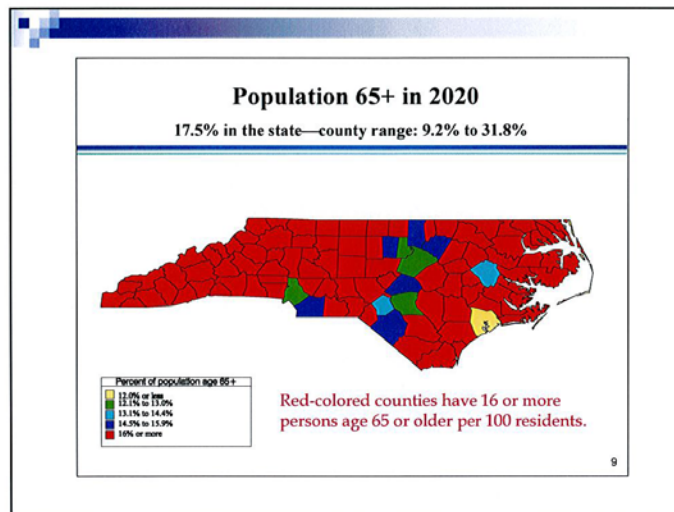 Population 65+ in 2020
17.5% in the state—county range: 9.2% to 31.8%
Percent of population age 65+
12.0% or less
12.1% to 13.0%
13.1% to 14.4%
14.5% to 15.9%
16% or more
Red-colored counties have 16 or more
persons age 65 or older per 100 residents.
9